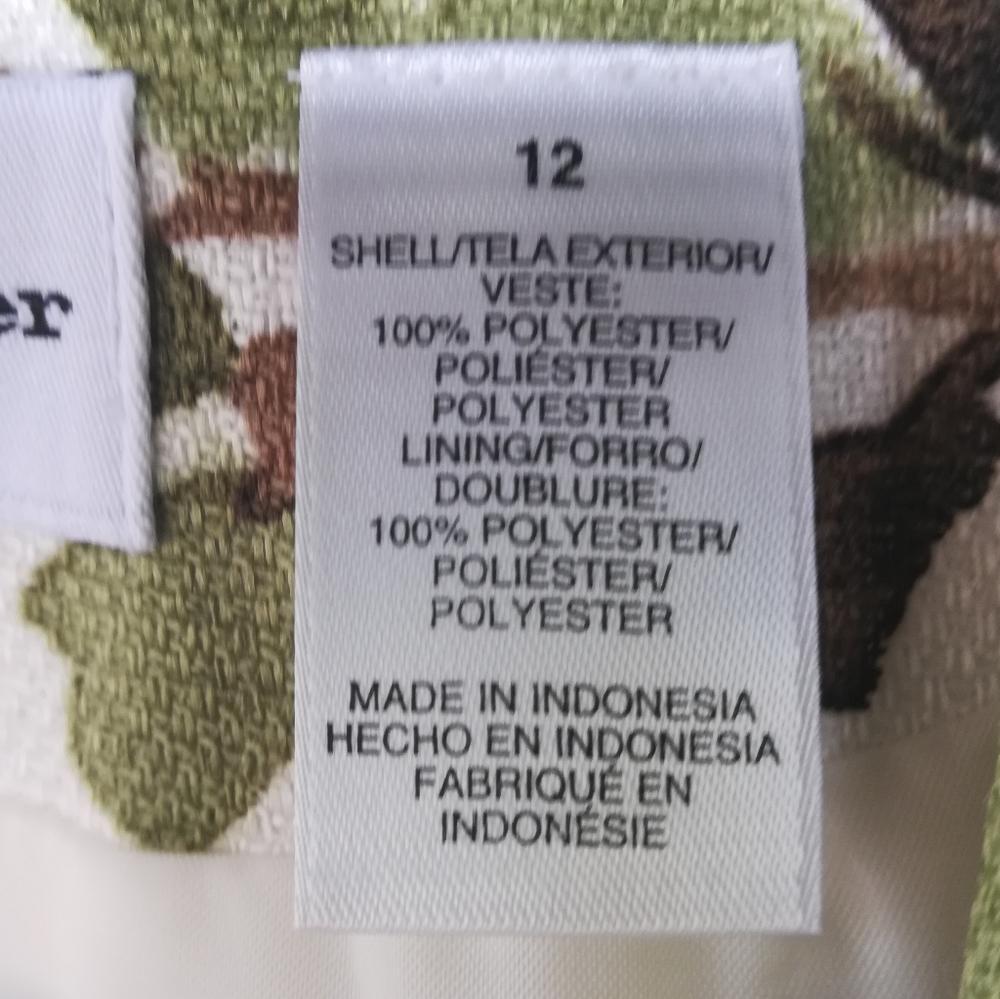 er
12
SHELL/TELA EXTERIOR/
VESTE:
100% POLYESTER/
POLIÉSTER/
POLYESTER
LINING/FORRO/
DOUBLURE:
100% POLYESTER/
POLIÉSTER/
POLYESTER
MADE IN INDONESIA
HECHO EN INDONESIA
FABRIQUÉ EN
INDONÉSIE